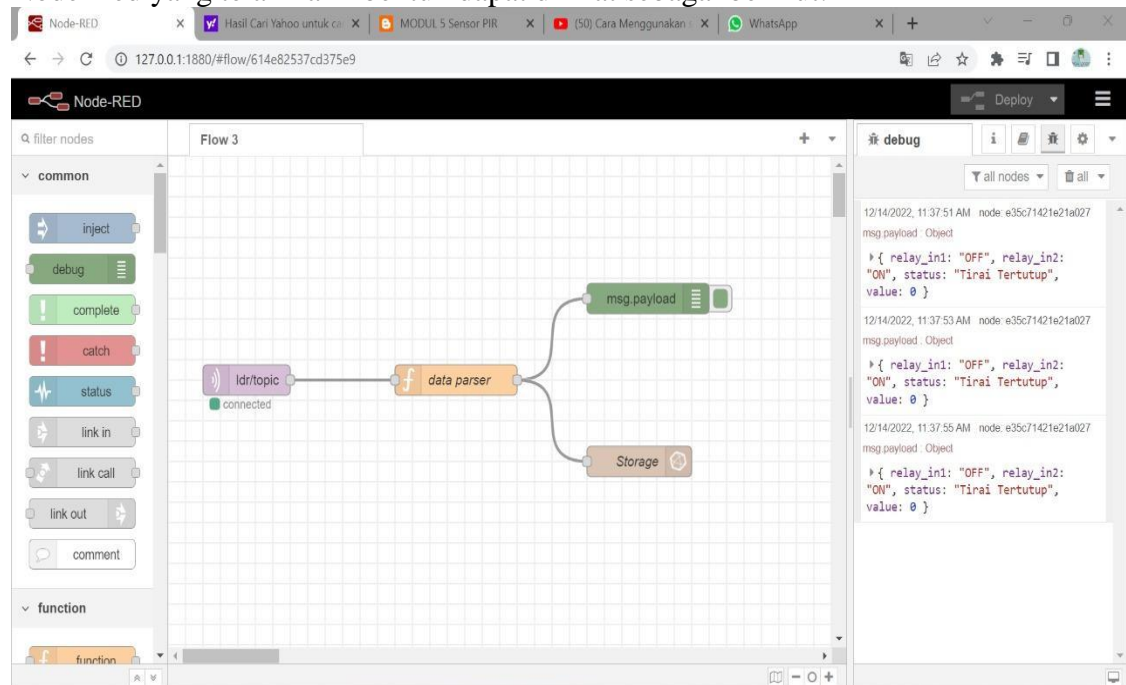 Node-RED
Hasil Cari Yahoo untuk ca
MODUL 5 Sensor PIR
(50) Cara Menggunakan
WhatsApp
127.0.0.1:1880/#flow/614e82537cd375e9
Node-RED
Deploy
filter nodes
Flow 3
debug
common
all nodes
all
inject
debug
complete
catch
status
link in
link call
link out
comment
function
function
ldr/topic
connected
data parser
msg.payload
Storage
12/14/2022, 11:37:51 AM node: e35c71421e21a027
msg.payload : Object
{ relay_in1: "OFF", relay_in2:
"ON", status: "Tirai Tertutup",
value: 0 }
12/14/2022, 11:37:53 AM node: e35c71421e21a027
msg.payload : Object
{ relay_in1: "OFF", relay_in2:
"ON", status: "Tirai Tertutup",
value: 0 }
12/14/2022, 11:37:55 AM node: e35c71421e21a027
msg.payload : Object
{ relay_in1: "OFF", relay_in2:
"ON", status: "Tirai Tertutup",
value: 0 }